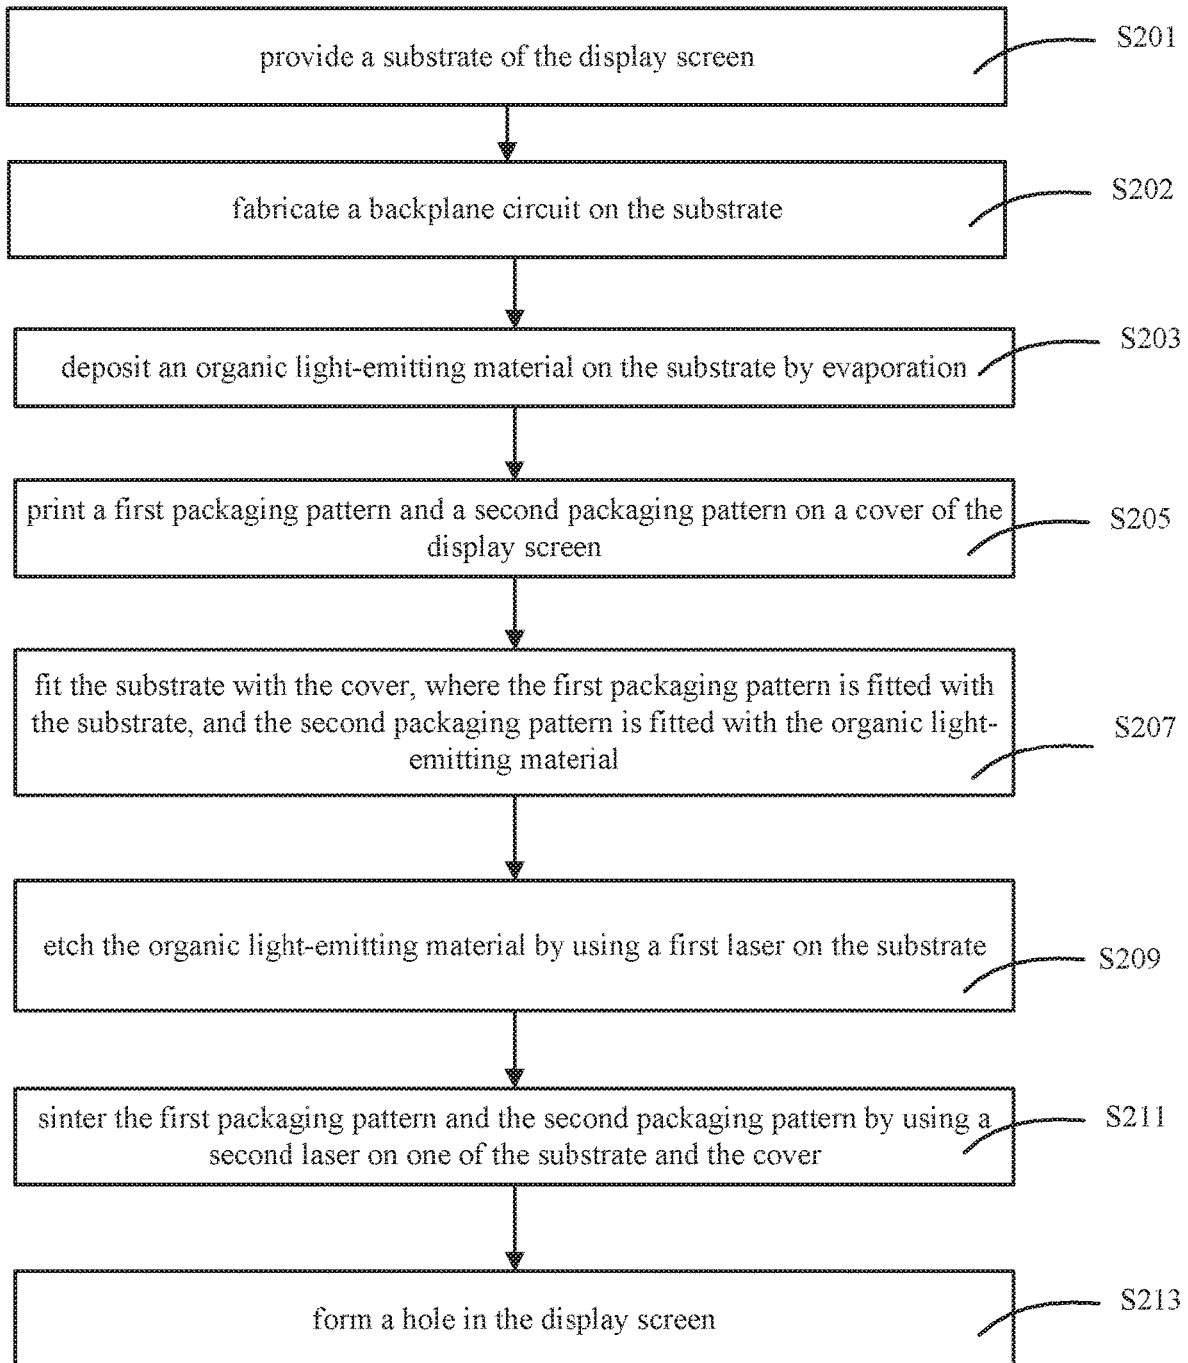 provide a substrate of the display screen
S201
fabricate a backplane circuit on the substrate
S202
deposit an organic light-emitting material on the substrate by evaporation
S203
print a first packaging pattern and a second packaging pattern on a cover of the
display screen
S205
fit the substrate with the cover, where the first packaging pattern is fitted with
the substrate, and the second packaging pattern is fitted with the organic light-
emitting material
S207
etch the organic light-emitting material by using a first laser on the substrate
S209
sinter the first packaging pattern and the second packaging pattern by using a
second laser on one of the substrate and the cover
S211
form a hole in the display screen
S213